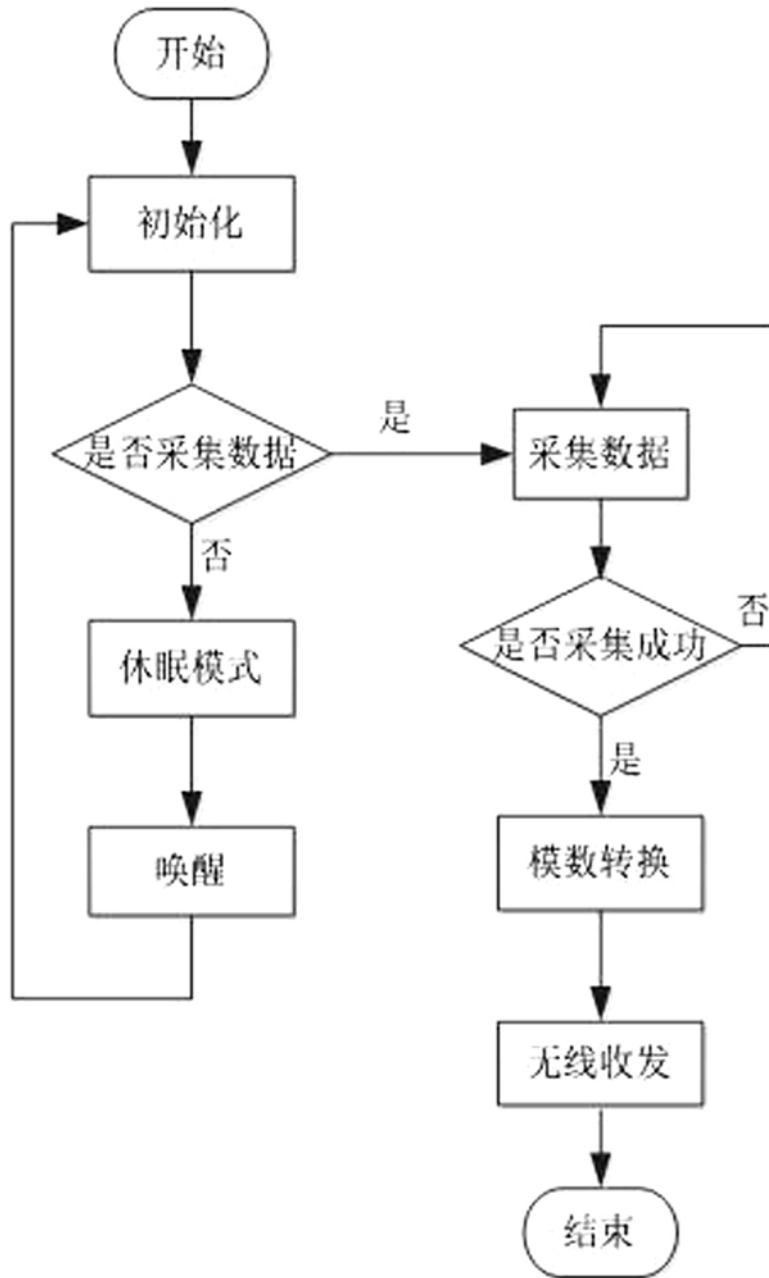 开始
初始化
是否采集数据
是
否
休眠模式
唤醒
采集数据
是否采集成功
否
是
模数转换
无线收发
结束